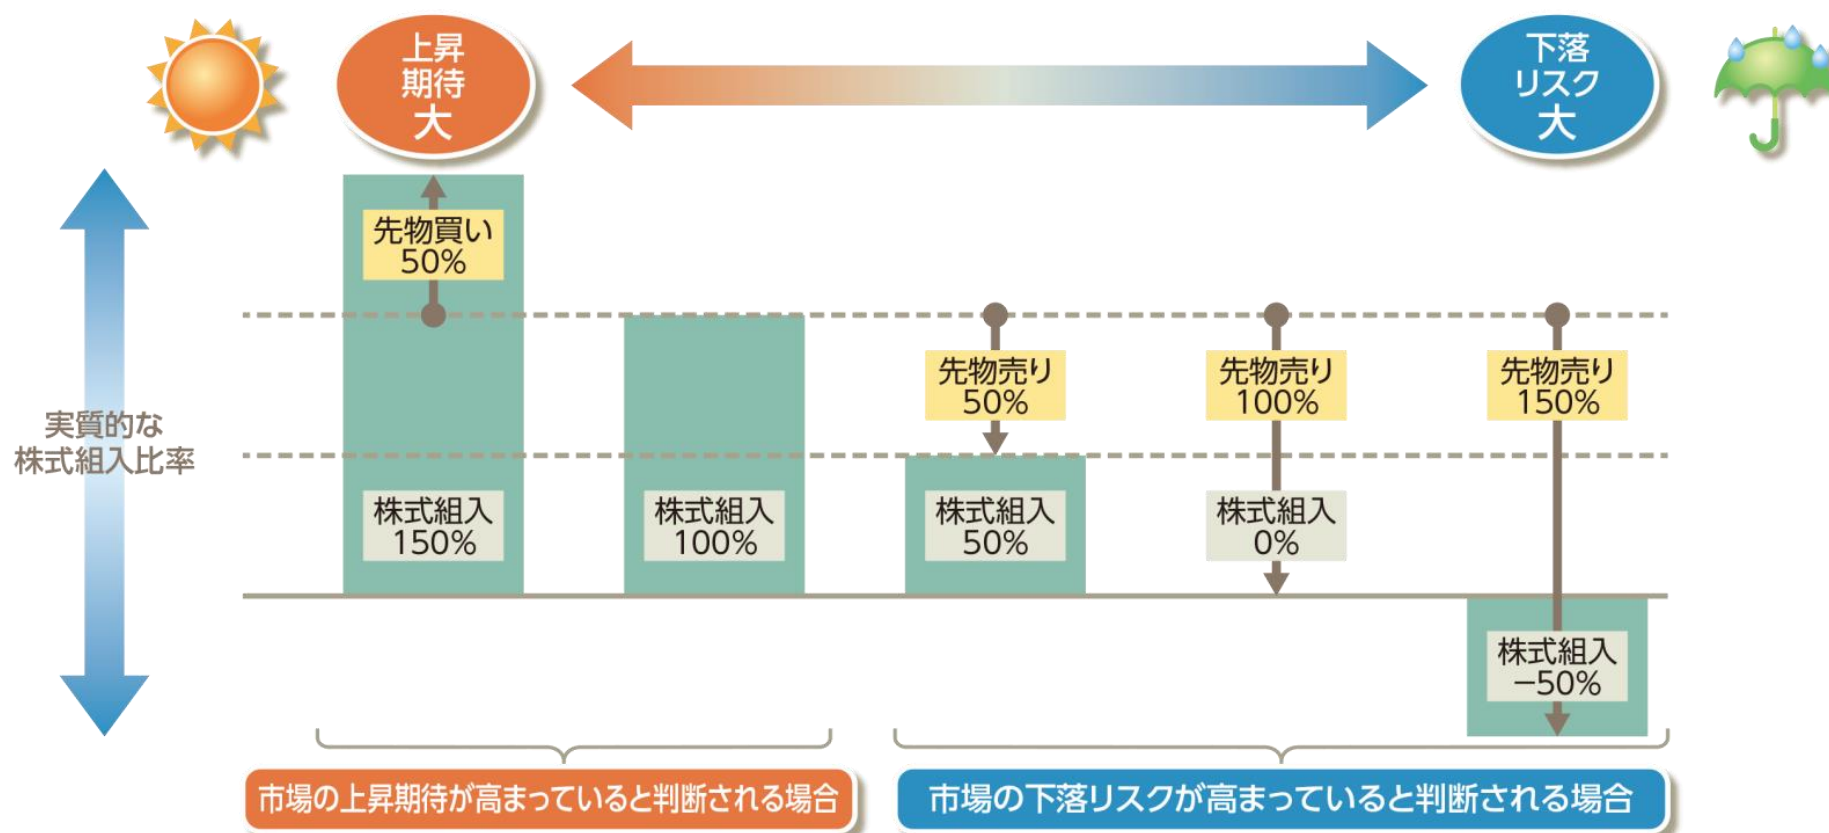 上昇
期待
大
下落
リスク
大
先物買い
50%
先物売り
50%
先物売り
100%
先物売り
150%
実質的な
株式組入比率
株式組入
150%
株式組入
100%
株式組入
50%
株式組入
0%
株式組入
−50%
市場の上昇期待が高まっていると判断される場合
市場の下落リスクが高まっていると判断される場合